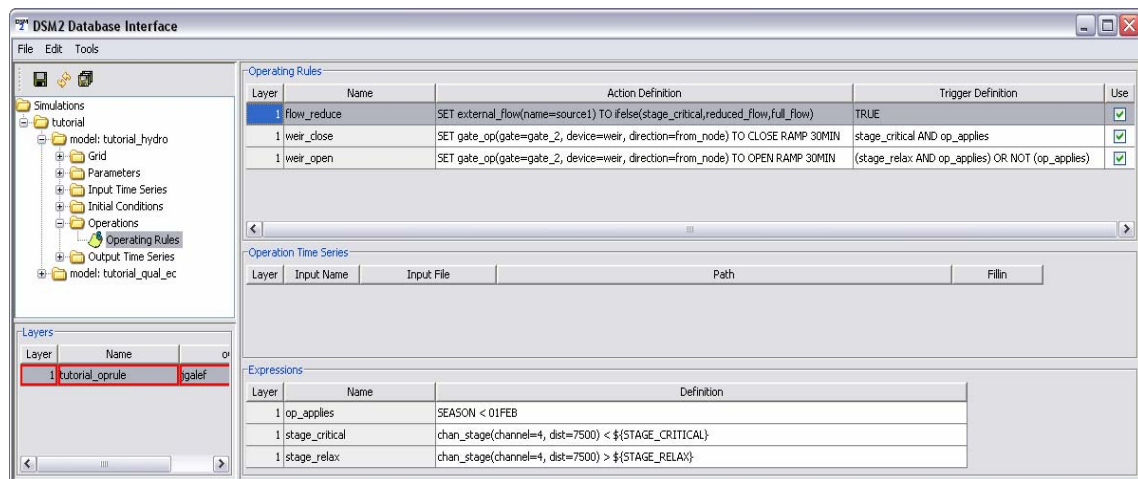 DSM2 Database Interface
File Edit Tools
Simulations
tutorial
model: tutorial_hydro
Grid
Parameters
Input Time Series
Initial Conditions
Operations
Operating Rules
Output Time Series
model: tutorial_qual_ec
Layers
Layer Name
1 tutorial_oprule jgalef
Operating Rules
Layer Name Action Definition Trigger Definition Use
1 flow_reduce SET external_flow(name=source1) TO ifelse(stage_critical,reduced_flow,full_flow) TRUE
1 weir_close SET gate_op(gate=gate_2, device=weir, direction=from_node) TO CLOSE RAMP 30MIN stage_critical AND op_applies
1 weir_open SET gate_op(gate=gate_2, device=weir, direction=from_node) TO OPEN RAMP 30MIN (stage_relax AND op_applies) OR NOT (op_applies)
Operation Time Series
Layer Input Name Input File Path Fillin
Expressions
Layer Name Definition
1 op_applies SEASON < 01FEB
1 stage_critical chan_stage(channel=4, dist=7500) < ${STAGE_CRITICAL}
1 stage_relax chan_stage(channel=4, dist=7500) > ${STAGE_RELAX}